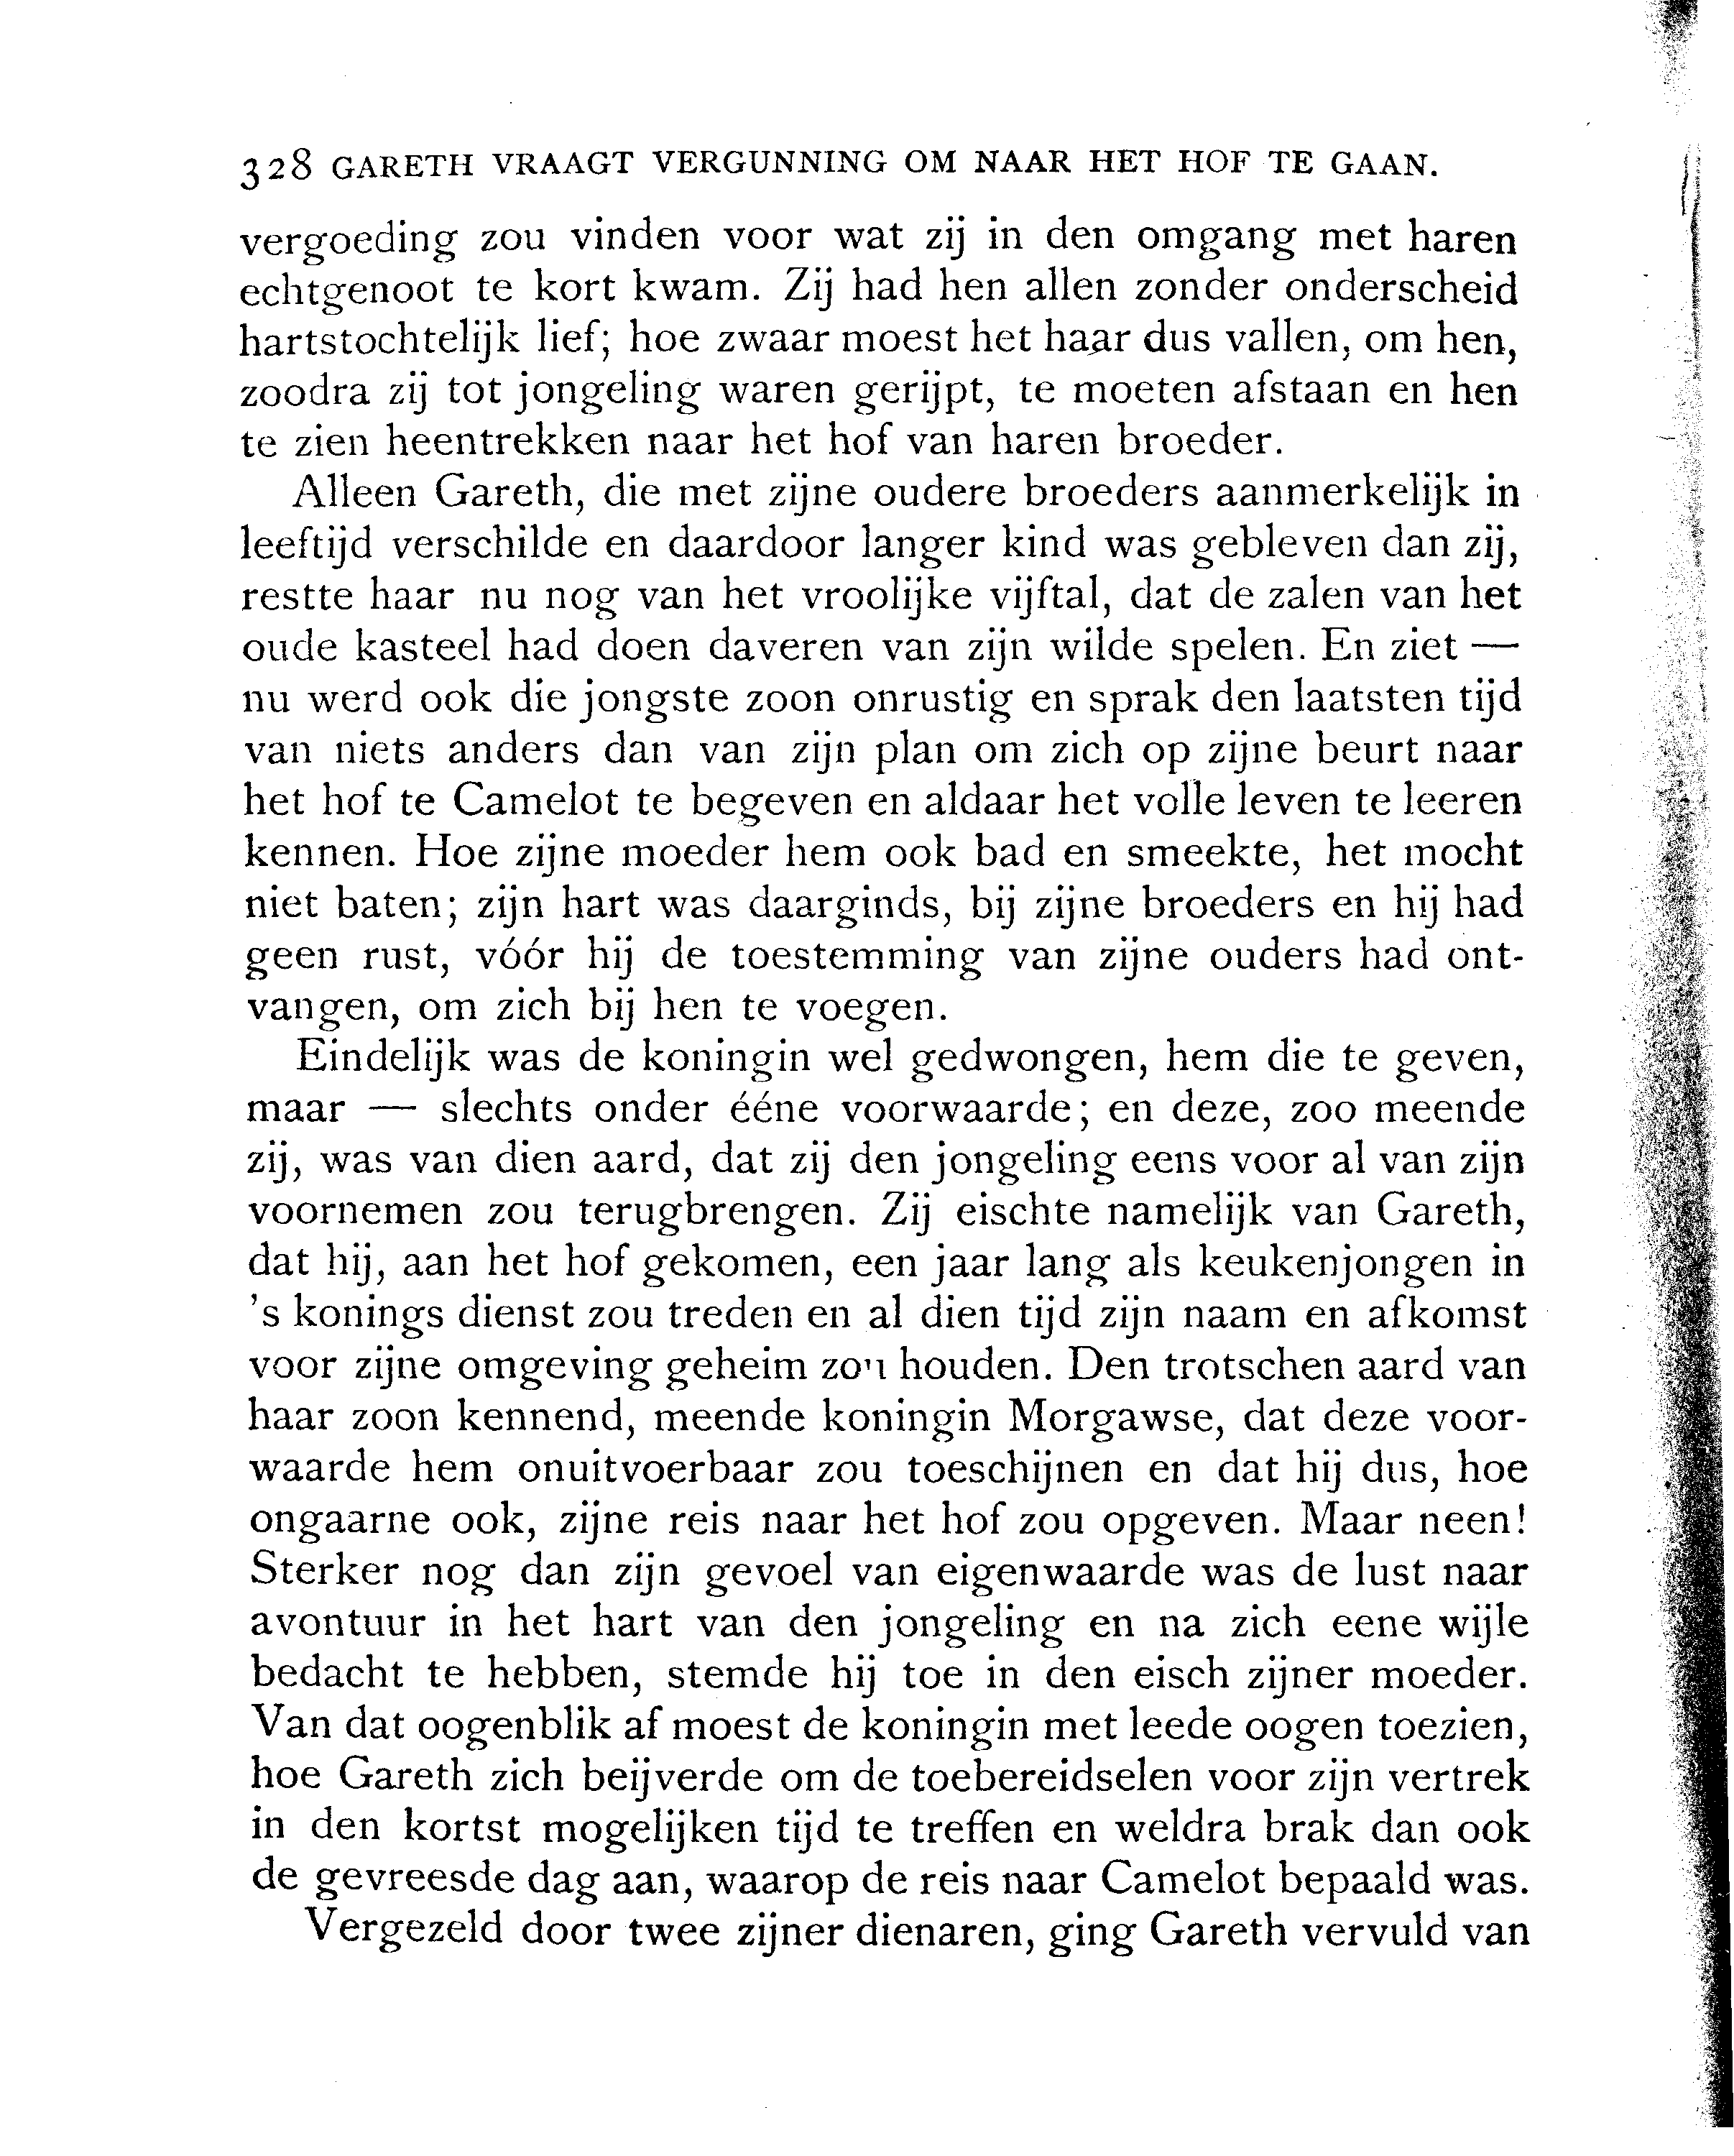 328 GARETH VRAAGT VERGUNNING OM NAAR HET HOF TE GAAN.
vergoeding zou vinden voor wat zij in den omgang met haren
echtgenoot te kort kwam. Zij had hen allen zonder onderscheid
hartstochtelijk lief; hoe zwaar moest het haar dus vallen, om hen,
zoodra zij tot jongeling waren gerijpt, te moeten afstaan en hen
te zien heentrekken naar het hof van haren broeder.
Alleen Gareth, die met zijne oudere broeders aanmerkelijk in
leeftijd verschilde en daardoor langer kind was gebleven dan zij,
restte haar nu nog van het vroolijke vijftal, dat de zalen van het
oude kasteel had doen daveren van zijn wilde spelen. En ziet —
nu werd ook die jongste zoon onrustig en sprak den laatsten tijd
van niets anders dan van zijn plan om zich op zijne beurt naar
het hof te Camelot te begeven en aldaar het volle leven te leeren
kennen. Hoe zijne moeder hem ook bad en smeekte, het mocht
niet baten; zijn hart was daarginds, bij zijne broeders en hij had
geen rust, vóór hij de toestemming van zijne ouders had ont-
vangen, om zich bij hen te voegen.
Eindelijk was de koningin wel gedwongen, hem die te geven,
maar — slechts onder ééne voorwaarde; en deze, zoo meende
zij, was van dien aard, dat zij den jongeling eens voor al van zijn
voornemen zou terugbrengen. Zij eischte namelijk van Gareth,
dat hij, aan het hof gekomen, een jaar lang als keukenjongen in
's konings dienst zou treden en al dien tijd zijn naam en afkomst
voor zijne omgeving geheim zou houden. Den trotschen aard van
haar zoon kennend, meende koningin Morgawse, dat deze voor-
waarde hem onuitvoerbaar zou toeschijnen en dat hij dus, hoe
ongaarne ook, zijne reis naar het hof zou opgeven. Maar neen!
Sterker nog dan zijn gevoel van eigenwaarde was de lust naar
avontuur in het hart van den jongeling en na zich eene wijle
bedacht te hebben, stemde hij toe in den eisch zijner moeder.
Van dat oogenblik af moest de koningin met leede oogen toezien,
hoe Gareth zich beijverde om de toebereidselen voor zijn vertrek
in den kortst mogelijken tijd te treffen en weldra brak dan ook
de gevreesde dag aan, waarop de reis naar Camelot bepaald was.
Vergezeld door twee zijner dienaren, ging Gareth vervuld van